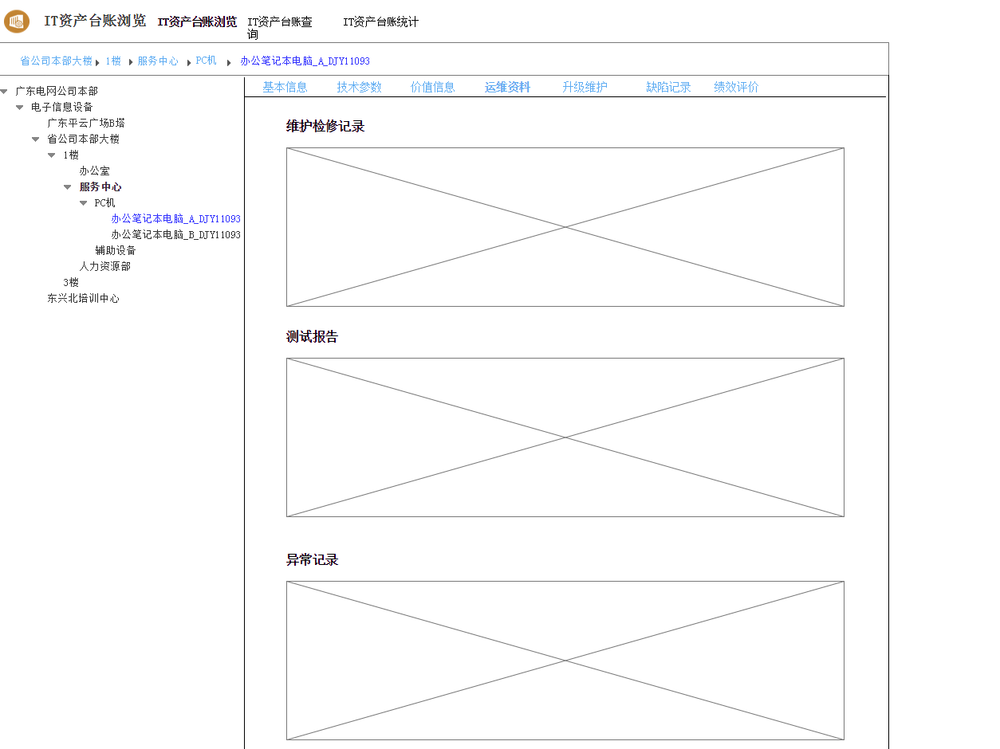 IT资产台账浏览
IT资产台账浏览
IT资产台账查
询
IT资产台账统计
省公司本部大楼 1楼 服务中心 PC机 办公笔记本电脑_A_DJY11093
广东电网公司本部
电子信息设备
广东平云广场B塔
省公司本部大楼
1楼
办公室
服务中心
PC机
办公笔记本电脑_A_DJY11093
办公笔记本电脑_B_DJY11093
辅助设备
人力资源部
3楼
东兴北培训中心
基本信息 技术参数 价值信息 运维资料 升级维护 缺陷记录 绩效评价
维护检修记录
测试报告
异常记录